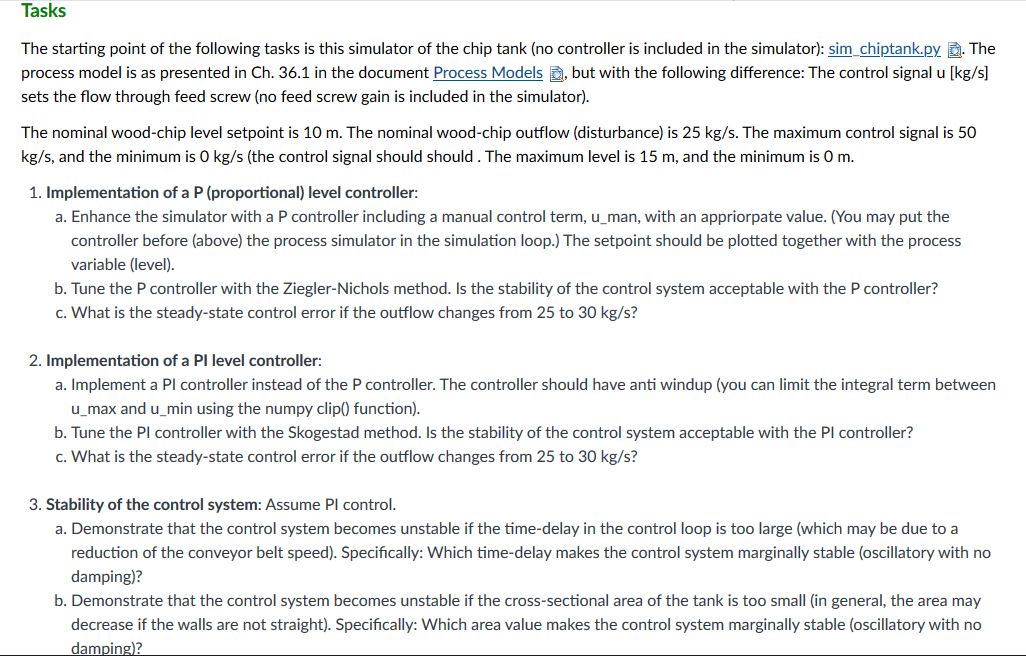 Tasks
The starting point of the following tasks is this simulator of the chip tank (no controller is included in the simulator): sim_chiptank.py. The
process model is as presented in Ch. 36.1 in the document Process Models, but with the following difference: The control signal u [kg/s]
sets the flow through feed screw (no feed screw gain is included in the simulator).
The nominal wood-chip level setpoint is 10 m. The nominal wood-chip outflow (disturbance) is 25 kg/s. The maximum control signal is 50
kg/s, and the minimum is 0 kg/s (the control signal should should . The maximum level is 15 m, and the minimum is 0 m.
1. Implementation of a P (proportional) level controller:
a. Enhance the simulator with a P controller including a manual control term, u_man, with an appriorpate value. (You may put the
controller before (above) the process simulator in the simulation loop.) The setpoint should be plotted together with the process
variable (level).
b. Tune the P controller with the Ziegler-Nichols method. Is the stability of the control system acceptable with the P controller?
c. What is the steady-state control error if the outflow changes from 25 to 30 kg/s?
2. Implementation of a PI level controller:
a. Implement a PI controller instead of the P controller. The controller should have anti windup (you can limit the integral term between
u_max and u_min using the numpy clip() function).
b. Tune the PI controller with the Skogestad method. Is the stability of the control system acceptable with the PI controller?
c. What is the steady-state control error if the outflow changes from 25 to 30 kg/s?
3. Stability of the control system: Assume PI control.
a. Demonstrate that the control system becomes unstable if the time-delay in the control loop is too large (which may be due to a
reduction of the conveyor belt speed). Specifically: Which time-delay makes the control system marginally stable (oscillatory with no
damping)?
b. Demonstrate that the control system becomes unstable if the cross-sectional area of the tank is too small (in general, the area may
decrease if the walls are not straight). Specifically: Which area value makes the control system marginally stable (oscillatory with no
damping)?